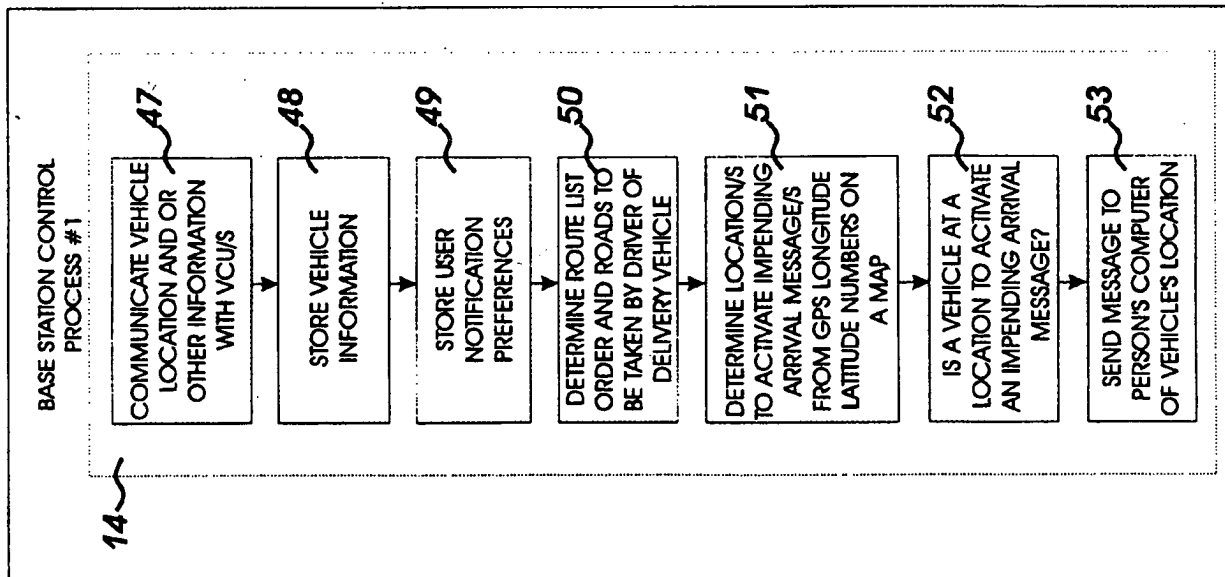 BASE STATION CONTROL
PROCESS #1
14
47
COMMUNICATE VEHICLE
LOCATION AND OR
OTHER INFORMATION
WITH VCU/S
48
STORE VEHICLE
INFORMATION
49
STORE USER
NOTIFICATION
PREFERENCES
50
DETERMINE ROUTE LIST
ORDER AND ROADS TO
BE TAKEN BY DRIVER OF
DELIVERY VEHICLE
51
DETERMINE LOCATION/S
TO ACTIVATE IMPENDING
ARRIVAL MESSAGE/S
FROM GPS LONGITUDE
LATITUDE NUMBERS ON
A MAP
52
IS A VEHICLE AT A
LOCATION TO ACTIVATE
AN IMPENDING ARRIVAL
MESSAGE?
53
SEND MESSAGE TO
PERSON'S COMPUTER
OF VEHICLE'S LOCATION